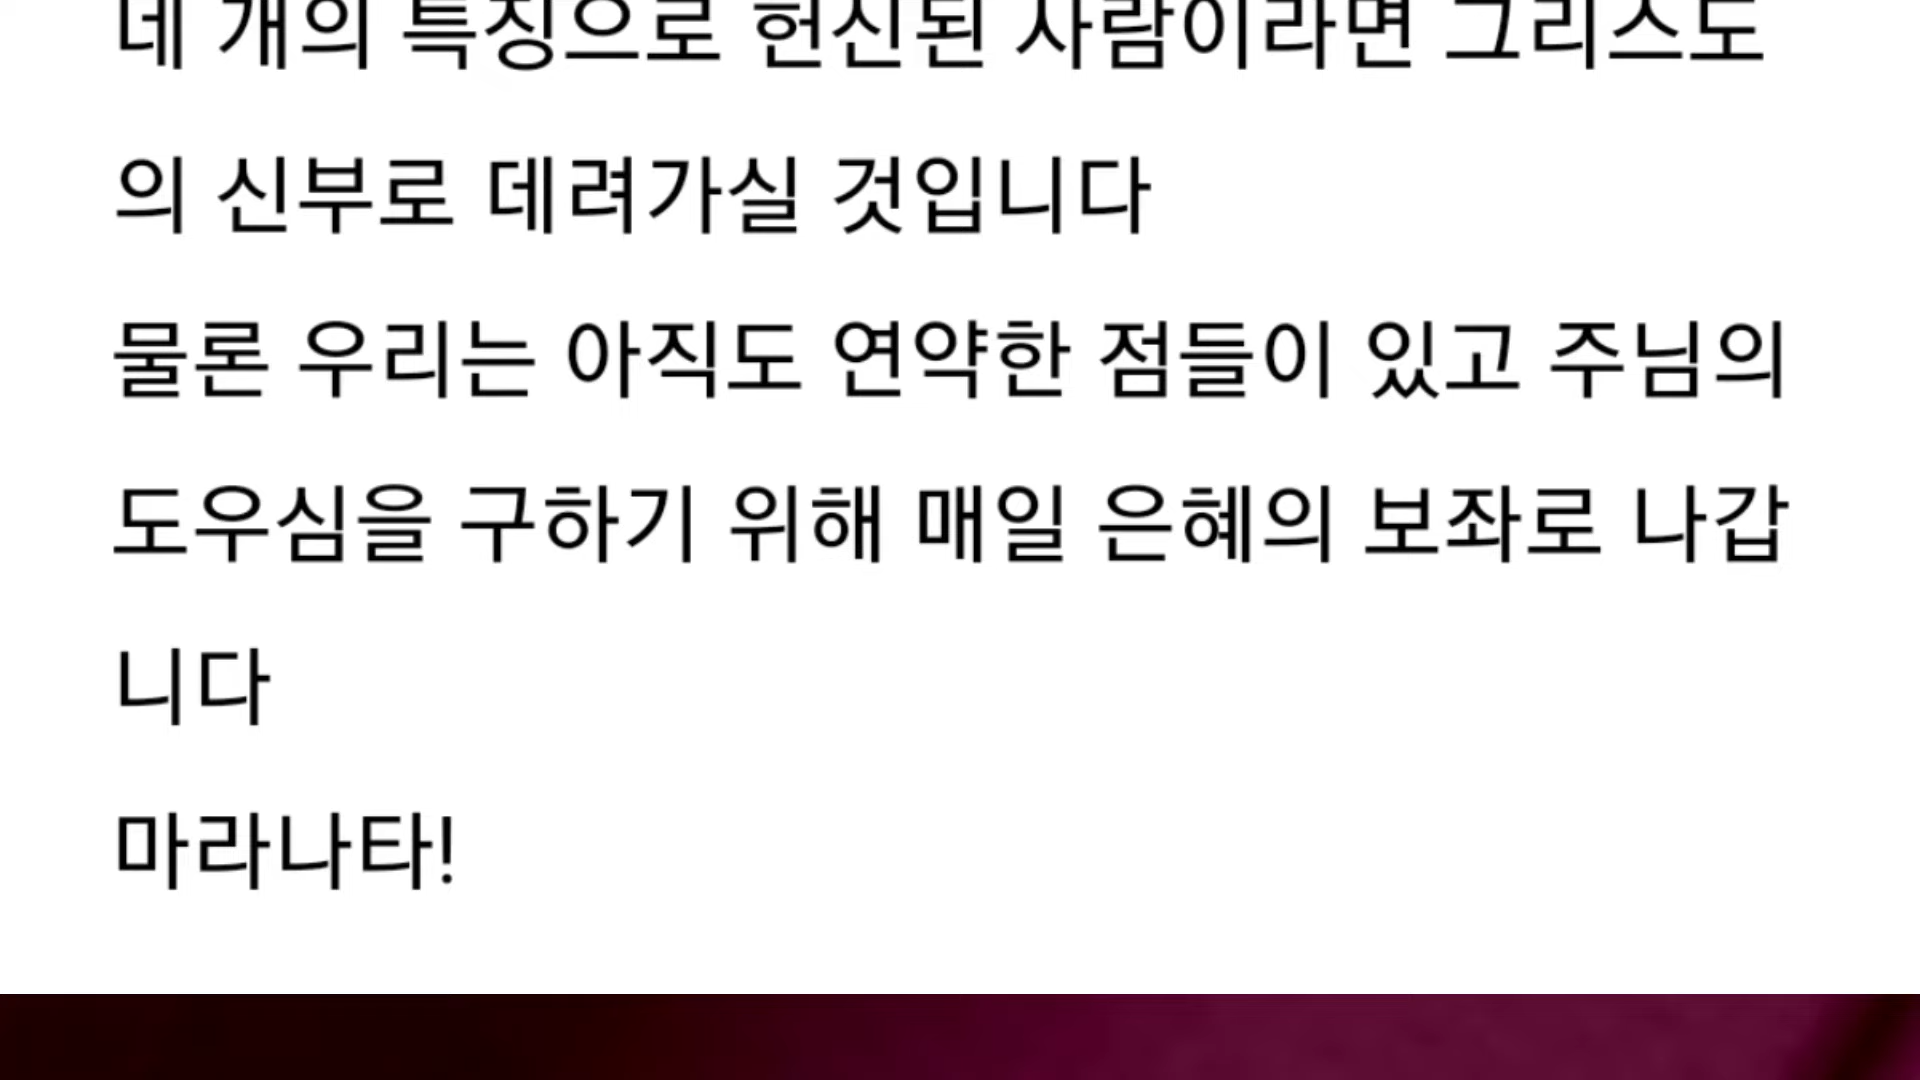 네 개의 특징으로 헌신된 사람이라면 그리스도
의 신부로 데려가실 것입니다
물론 우리는 아직도 연약한 점들이 있고 주님의
도우심을 구하기 위해 매일 은혜의 보좌로 나갑
니다
마라나타!